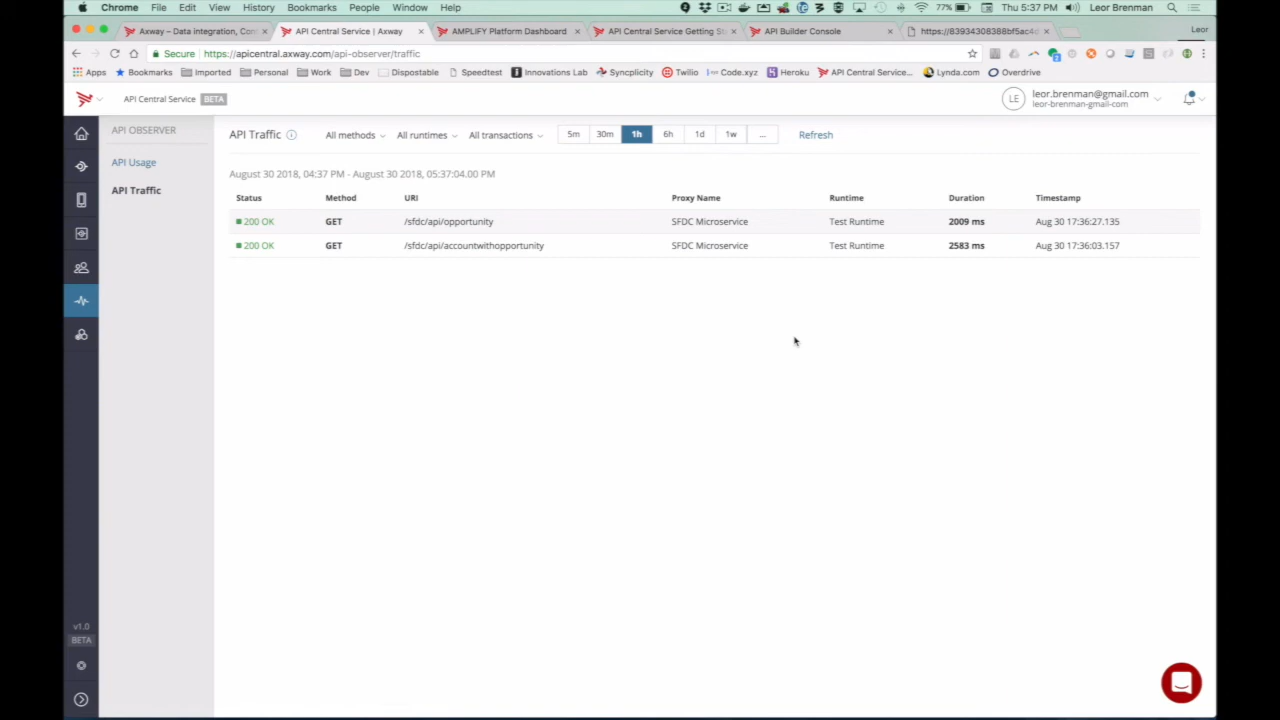 Chrome File Edit View History Bookmarks People Window Help 77% Thu 5:37 PM Leor Brenman
Axway – Data integration, Con API Central Service | Axway AMPLIFY Platform Dashboard API Central Service Getting St API Builder Console https://83934308388bf5ac4 Leor
Secure https://apicentral.axway.com/api-observer/traffic
Apps Bookmarks Imported Personal Work Dev Dispostable Speedtest Innovations Lab Syncplicity Twilio Code.xyz Heroku API Central Service... Lynda.com Overdrive
API Central Service BETA LE leor.brenman@gmail.com
leor-brenman-gmail-com
API OBSERVER
API Usage
API Traffic
API Traffic All methods All runtimes All transactions 5m 30m 1h 6h 1d 1w ... Refresh
August 30 2018, 04:37 PM - August 30 2018, 05:37:04.00 PM
Status Method URI Proxy Name Runtime Duration Timestamp
200 OK GET /sfdc/api/opportunity SFDC Microservice Test Runtime 2009 ms Aug 30 17:36:27.135
200 OK GET /sfdc/api/accountwithopportunity SFDC Microservice Test Runtime 2583 ms Aug 30 17:36:03.157
v1.0
BETA